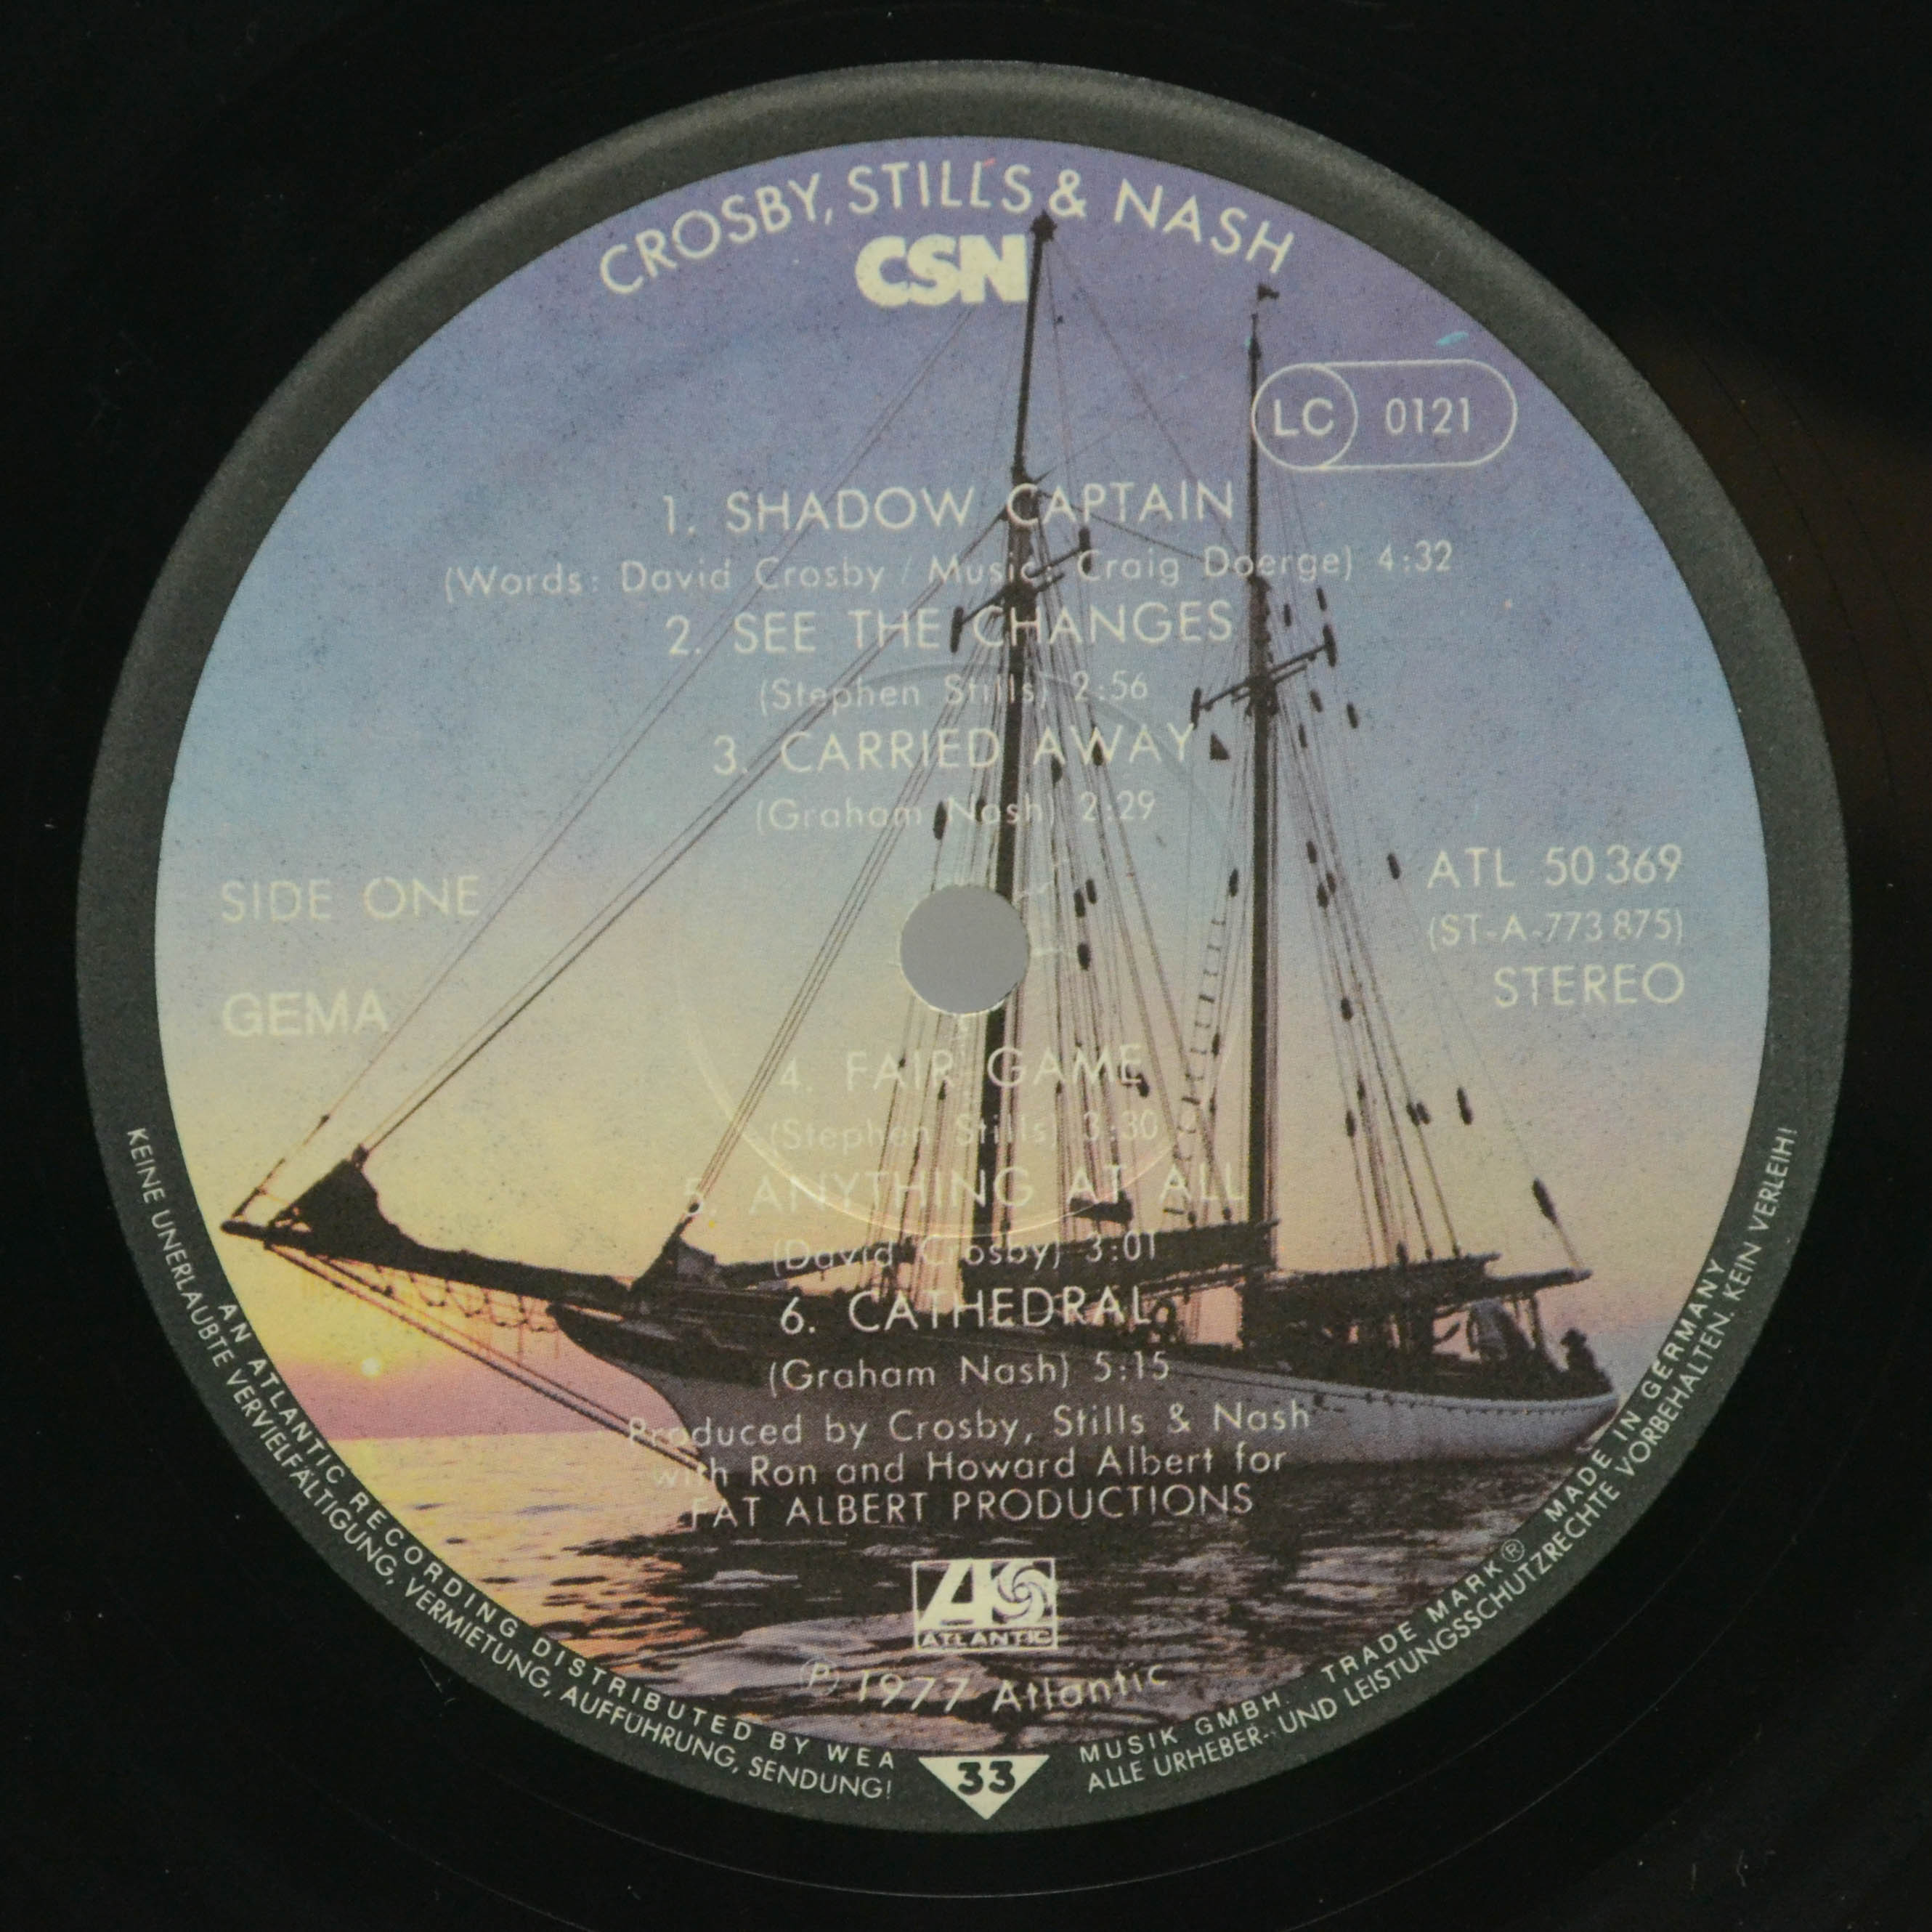 CROSBY, STILLS & NASH
CSN
LC 0121
1. SHADOW CAPTAIN
(Words: David Crosby / Music: Craig Doerge) 4:32
2. SEE THE CHANGES
(Stephen Stills) 2:56
3. CARRIED AWAY
(Graham Nash) 2:29
SIDE ONE
GEMA
ATL 50 369
(ST-A-773 875)
STEREO
4. FAIR GAME
(Stephen Stills) 3:30
5. ANYTHING AT ALL
(David Crosby) 3:01
6. CATHEDRAL
(Graham Nash) 5:15
Produced by Crosby, Stills & Nash
with Ron and Howard Albert for
FAT ALBERT PRODUCTIONS
ATLANTIC
℗ 1977 Atlantic
AN ATLANTIC RECORDING DISTRIBUTED BY WEA MUSIK GMBH. TRADE MARK® MADE IN GERMANY
KEINE UNERLAUBTE VERVIELFÄLTIGUNG, VERMIETUNG, AUFFÜHRUNG, SENDUNG! ALLE URHEBER- UND LEISTUNGSSCHUTZRECHTE VORBEHALTEN. KEIN VERLEIH!
33